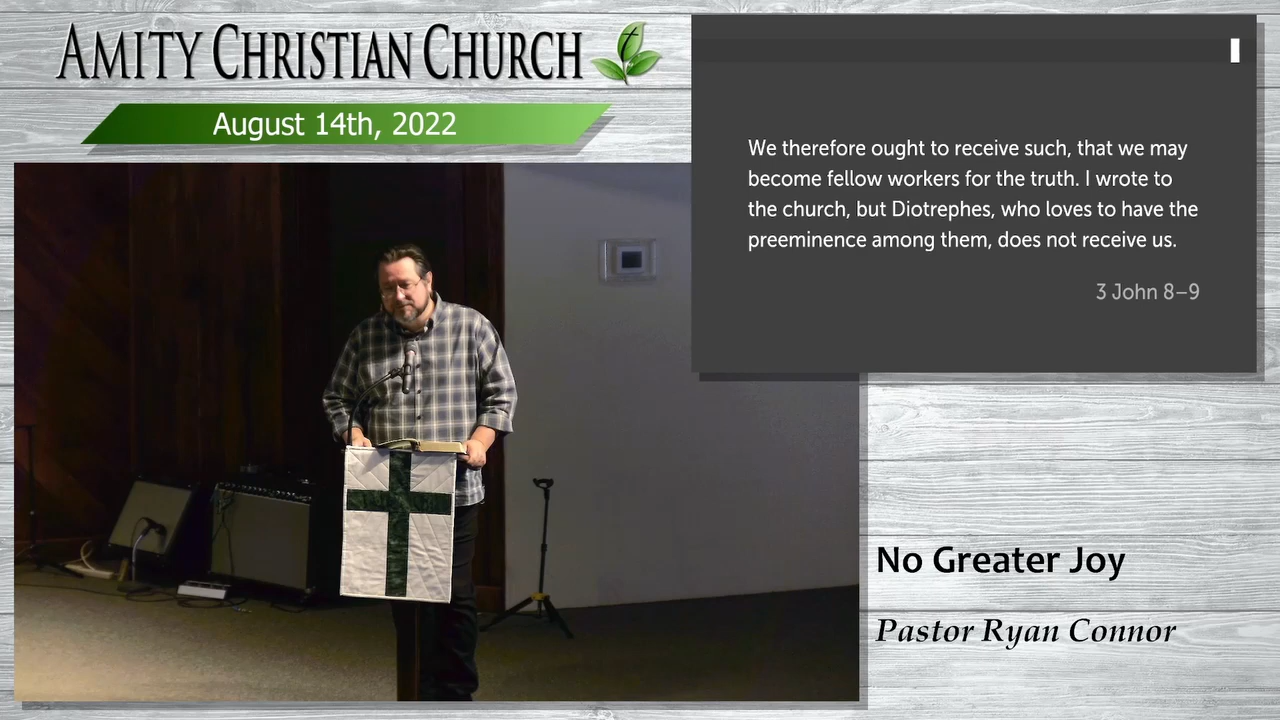 AMITY CHRISTIAN CHURCH
August 14th, 2022
We therefore ought to receive such, that we may
become fellow workers for the truth. I wrote to
the church, but Diotrephes, who loves to have the
preeminence among them, does not receive us.
3 John 8–9
No Greater Joy
Pastor Ryan Connor